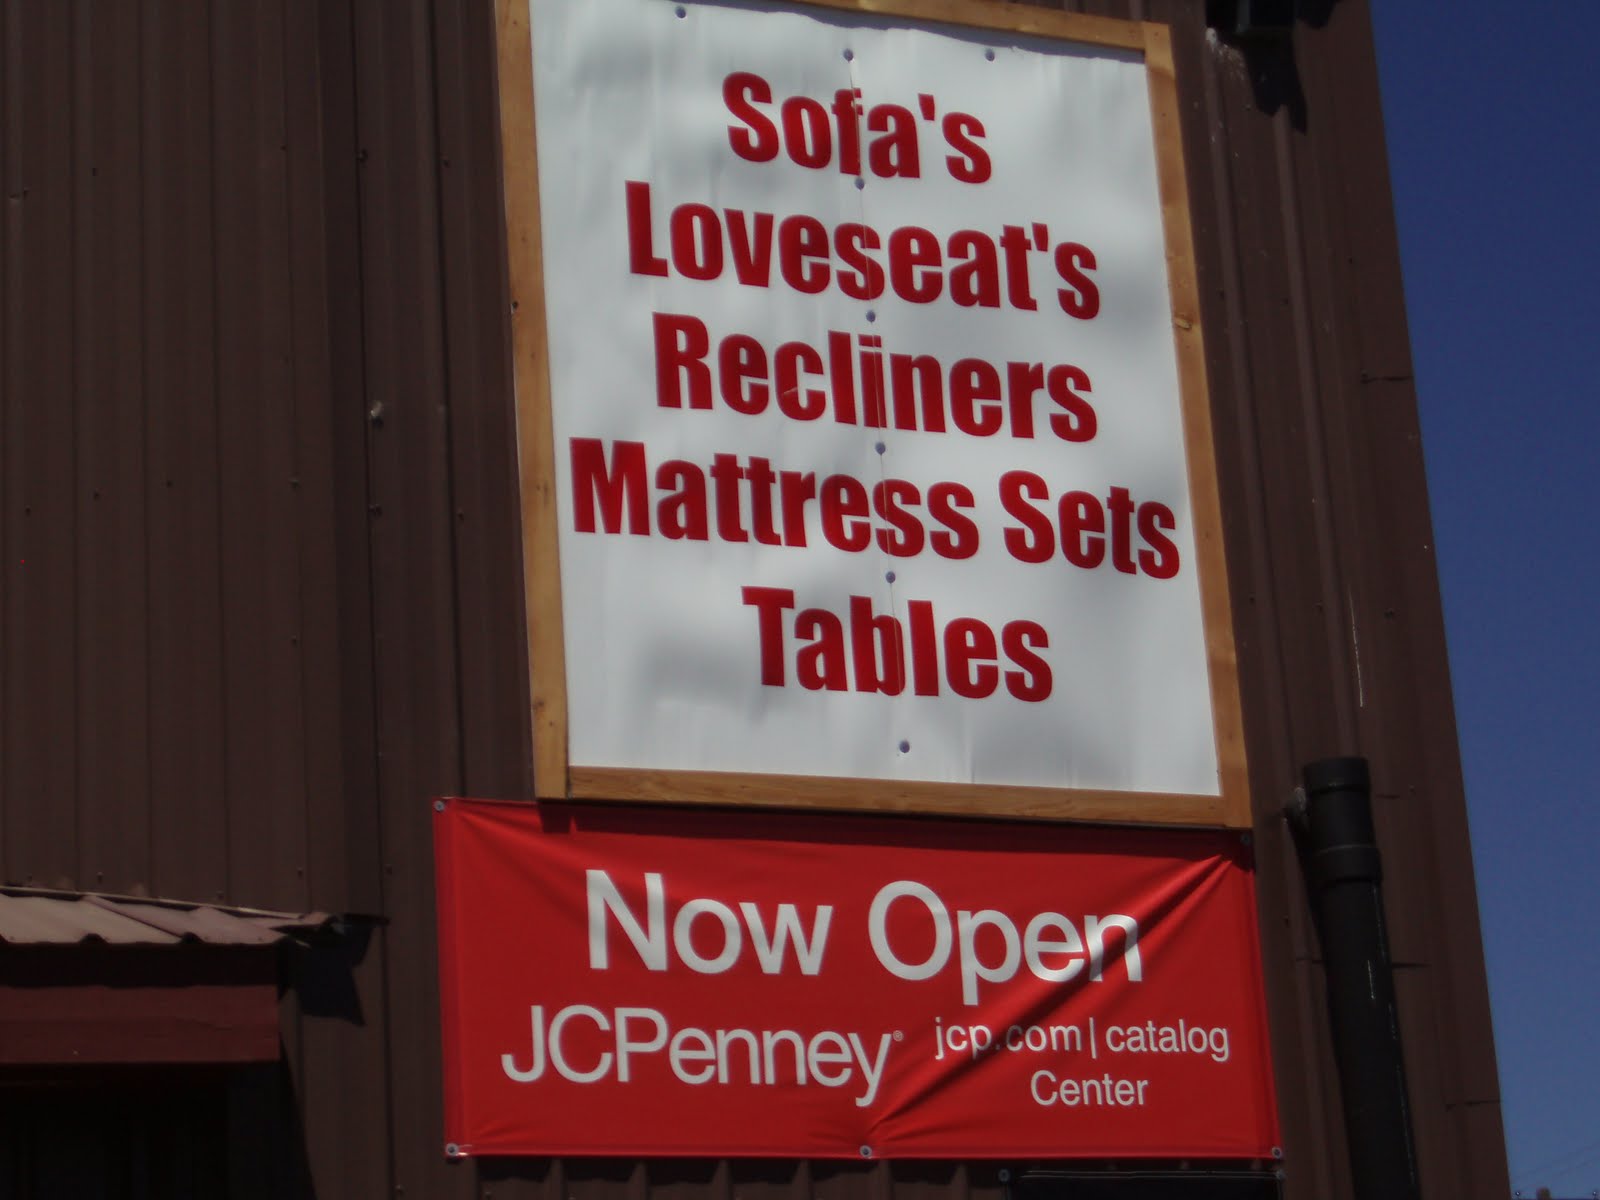 Sofa's
Loveseat's
Recliners
Mattress Sets
Tables
Now Open
JCPenney® jcp.com | catalog
Center